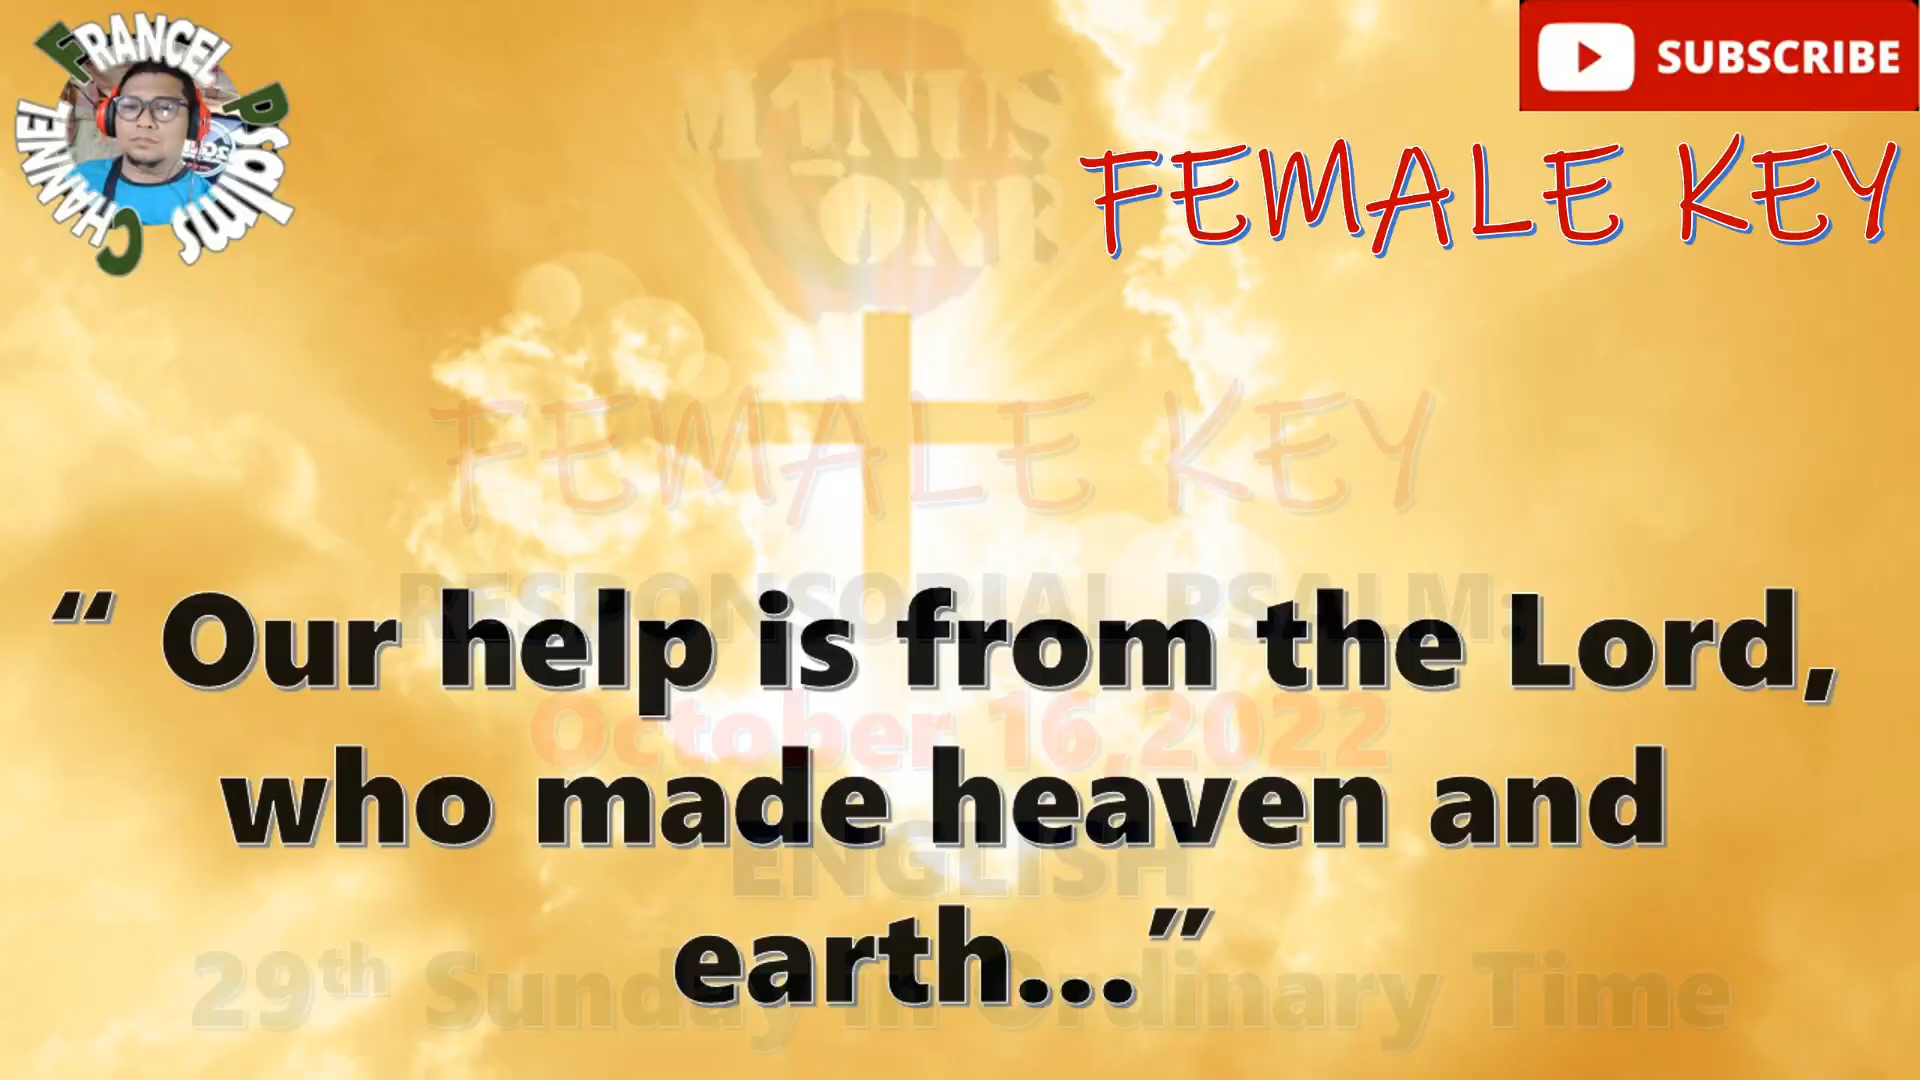 FRANCEL Psalms CHANNEL
SUBSCRIBE
M1NUS
ONE
FEMALE KEY
FEMALE KEY
RESPONSORIAL PSALM:
“ Our help is from the Lord,
October 16,2022
who made heaven and
ENGLISH
earth...”
29th Sunday in Ordinary Time